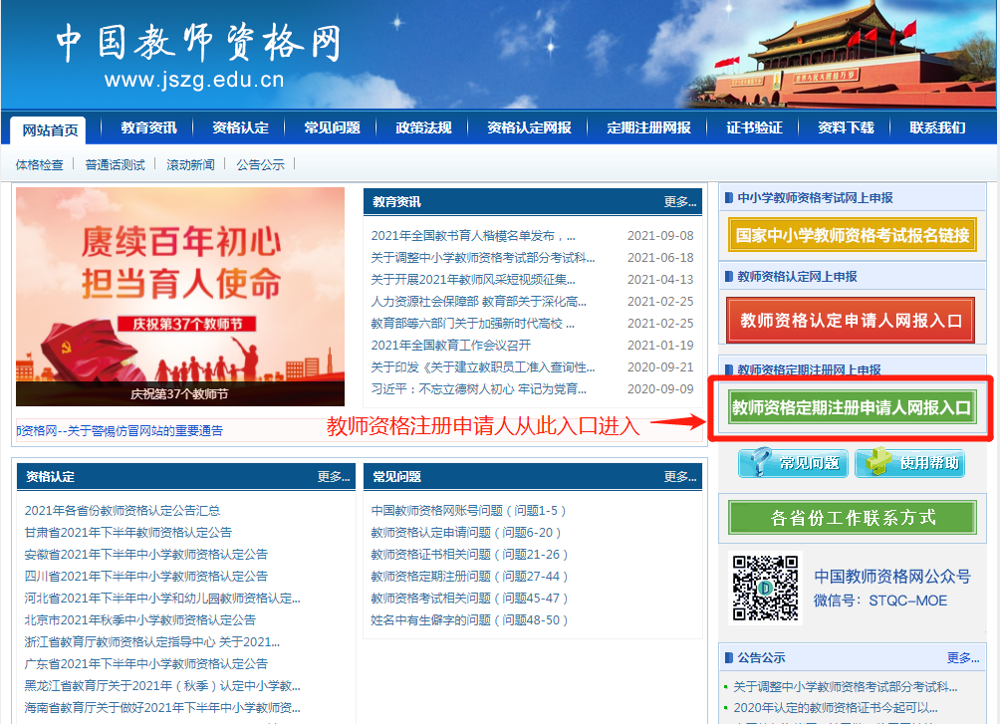 中国教师资格网
www.jszg.edu.cn
网站首页 教育资讯 资格认定 常见问题 政策法规 资格认定网报 定期注册网报 证书验证 资料下载 联系我们
体格检查 普通话测试 滚动新闻 公告公示
赓续百年初心
担当育人使命
庆祝第37个教师节
庆祝第37个教师节
资格网--关于警惕仿冒网站的重要通告
教育资讯 更多...
2021年全国教书育人楷模名单发布，... 2021-09-08
关于调整中小学教师资格考试部分考试科... 2021-06-18
关于开展2021年教师风采短视频征集... 2021-04-13
人力资源社会保障部 教育部关于深化高... 2021-02-25
教育部等六部门关于加强新时代高校 ... 2021-02-25
2021年全国教育工作会议召开 2021-01-19
关于印发《关于建立教职员工准入查询性... 2020-09-21
习近平：不忘立德树人初心 牢记为党育... 2020-09-09
教师资格注册申请人从此入口进入
资格认定 更多...
2021年各省份教师资格认定公告汇总
甘肃省2021年下半年教师资格认定公告
安徽省2021年下半年中小学教师资格认定公告
四川省2021年下半年中小学教师资格认定公告
河北省2021年下半年中小学和幼儿园教师资格认定...
北京市2021年秋季中小学教师资格认定公告
浙江省教育厅教师资格认定指导中心 关于2021...
广东省2021年下半年中小学教师资格认定公告
黑龙江省教育厅关于2021年（秋季）认定中小学教...
海南省教育厅关于做好2021年下半年中小学教师资...
常见问题 更多...
中国教师资格网账号问题（问题1-5）
教师资格认定申请问题（问题6-20）
教师资格证书相关问题（问题21-26）
教师资格定期注册问题（问题27-44）
教师资格考试相关问题（问题45-47）
姓名中有生僻字的问题（问题48-50）
中小学教师资格考试网上申报
国家中小学教师资格考试报名链接
教师资格认定网上申报
教师资格认定申请人网报入口
教师资格定期注册网上申报
教师资格定期注册申请人网报入口
常见问题 使用帮助
各省份工作联系方式
中国教师资格网公众号
微信号：STQC-MOE
公告公示 更多...
关于调整中小学教师资格考试部分考试科...
2020年认定的教师资格证书今起可以...